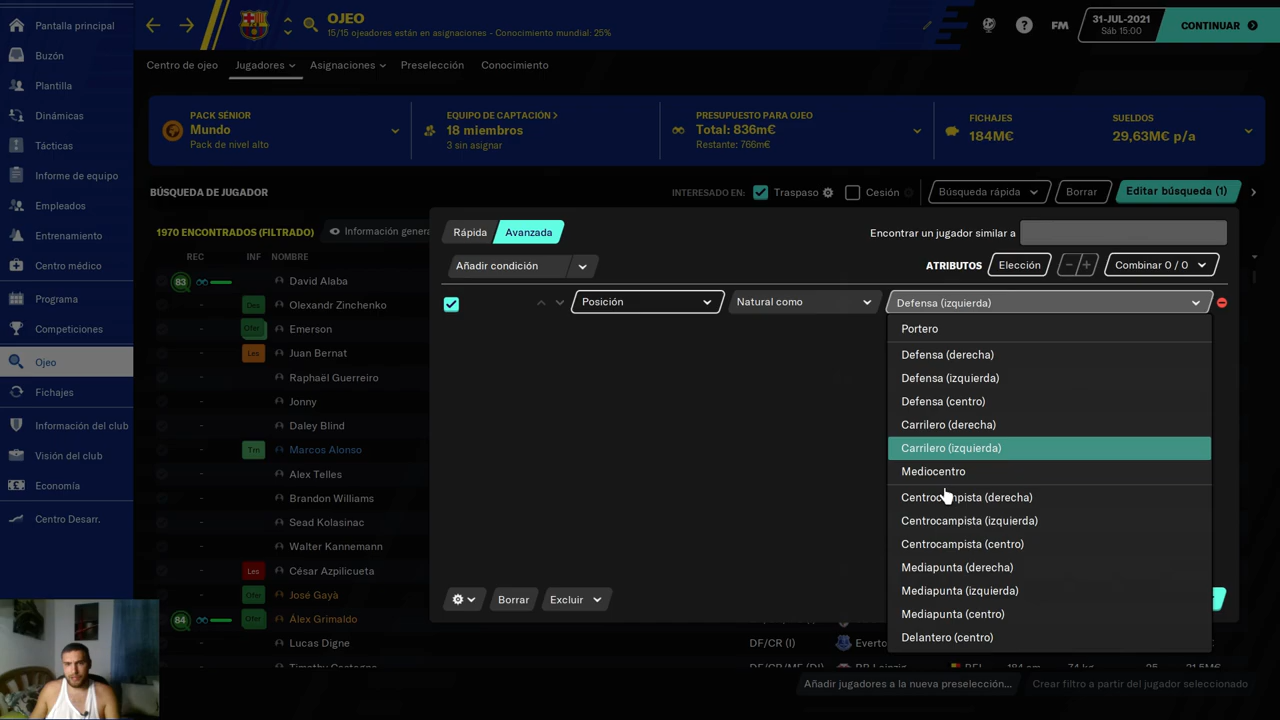 Pantalla principal
Buzón
Plantilla
Dinámicas
Tácticas
Informe de equipo
Empleados
Entrenamiento
Centro médico
Programa
Competiciones
Ojeo
Fichajes
Información del club
Visión del club
Economía
Centro Desarr.
OJEO
15/15 ojeadores están en asignaciones - Conocimiento mundial: 25%
FM
31-JUL-2021
Sáb 15:00
CONTINUAR
Centro de ojeo
Jugadores
Asignaciones
Preselección
Conocimiento
PACK SÉNIOR
Mundo
Pack de nivel alto
EQUIPO DE CAPTACIÓN >
18 miembros
3 sin asignar
PRESUPUESTO PARA OJEO
Total: 836m€
Restante: 766m€
FICHAJES
184M€
SUELDOS
29,63M€ p/a
BÚSQUEDA DE JUGADOR
INTERESADO EN:
Traspaso
Cesión
Búsqueda rápida
Borrar
Editar búsqueda (1)
1970 ENCONTRADOS (FILTRADO)
REC
INF
NOMBRE
83
David Alaba
Des
Olexandr Zinchenko
Ofer
Emerson
Les
Juan Bernat
Raphaël Guerreiro
Jonny
Daley Blind
Trn
Marcos Alonso
Alex Telles
Brandon Williams
Sead Kolasinac
Walter Kannemann
Les
César Azpilicueta
Ofer
José Gayà
84
Ofer
Álex Grimaldo
Lucas Digne
DF/CR (I)
Rápida
Avanzada
Encontrar un jugador similar a
Añadir condición
ATRIBUTOS
Elección
-/+
Combinar 0 / 0
Posición
Natural como
Defensa (izquierda)
Portero
Defensa (derecha)
Defensa (izquierda)
Defensa (centro)
Carrilero (derecha)
Carrilero (izquierda)
Mediocentro
Centrocampista (derecha)
Centrocampista (izquierda)
Centrocampista (centro)
Mediapunta (derecha)
Mediapunta (izquierda)
Mediapunta (centro)
Delantero (centro)
Borrar
Excluir
Añadir jugadores a la nueva preselección...
Crear filtro a partir del jugador seleccionado